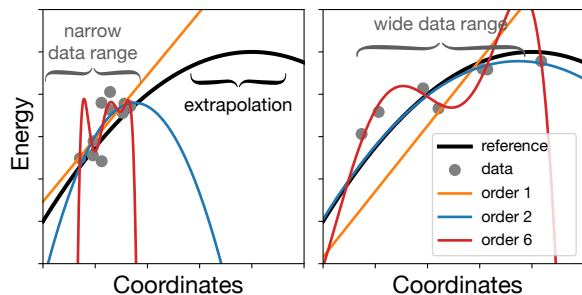 narrow
data range
extrapolation
Energy
Coordinates
wide data range
reference
data
order 1
order 2
order 6
Coordinates